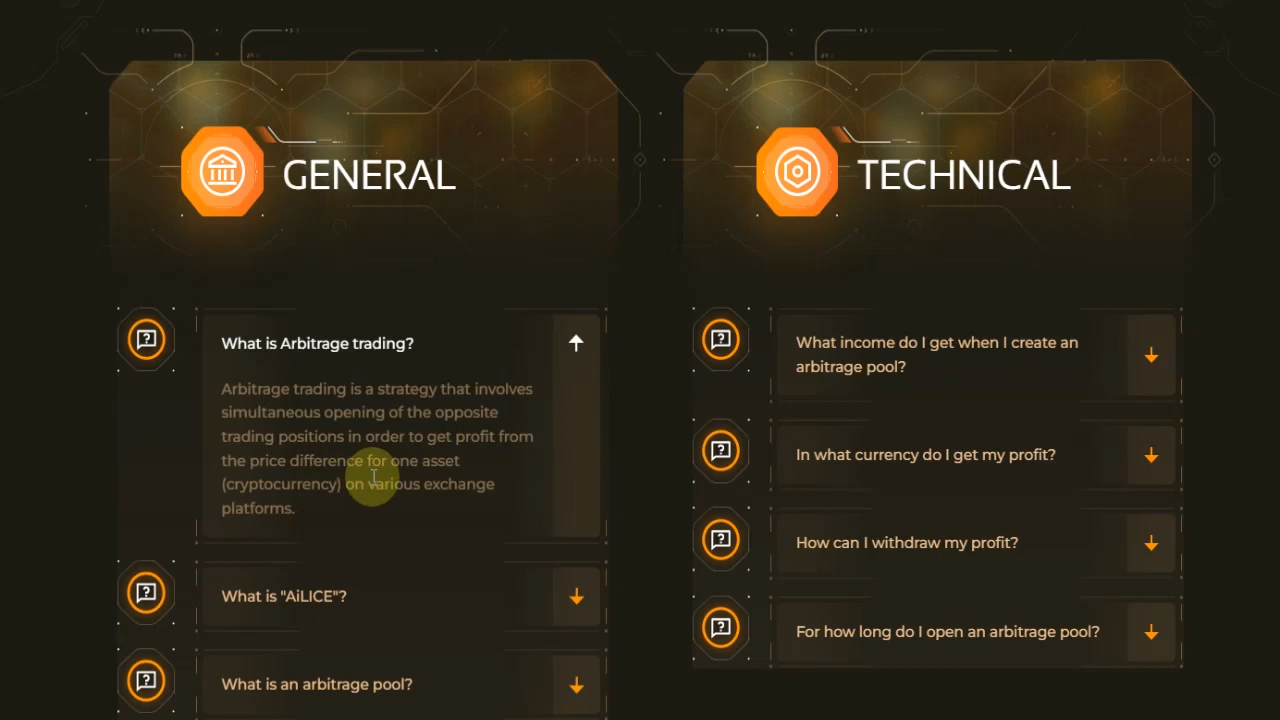 GENERAL
What is Arbitrage trading?
Arbitrage trading is a strategy that involves
simultaneous opening of the opposite
trading positions in order to get profit from
the price difference for one asset
(cryptocurrency) on various exchange
platforms.
What is "AiLICE"?
What is an arbitrage pool?
TECHNICAL
What income do I get when I create an
arbitrage pool?
In what currency do I get my profit?
How can I withdraw my profit?
For how long do I open an arbitrage pool?